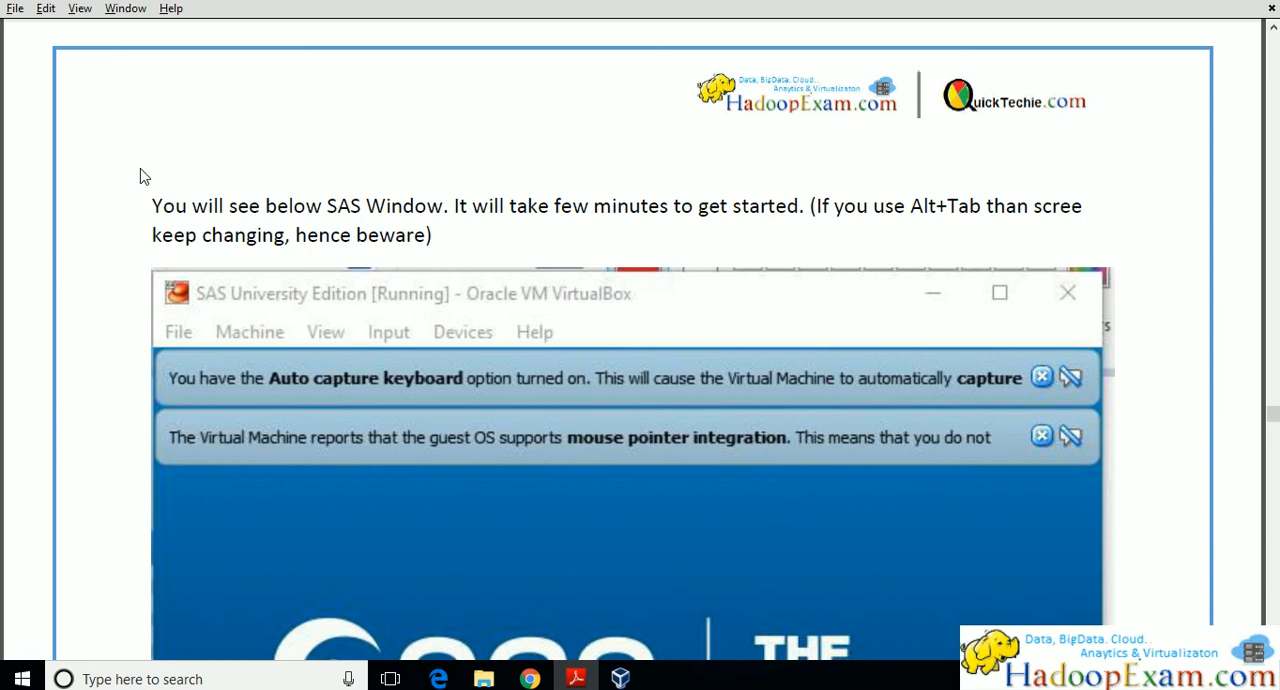 File Edit View Window Help
Data, BigData, Cloud..
Anaytics & Virtualizaton
HadoopExam.com
QuickTechie.com
You will see below SAS Window. It will take few minutes to get started. (If you use Alt+Tab than scree
keep changing, hence beware)
SAS University Edition [Running] - Oracle VM VirtualBox
File Machine View Input Devices Help
You have the Auto capture keyboard option turned on. This will cause the Virtual Machine to automatically capture
The Virtual Machine reports that the guest OS supports mouse pointer integration. This means that you do not
THE
Type here to search
Data, BigData. Cloud..
Anaytics & Virtualizaton
HadoopExam.com